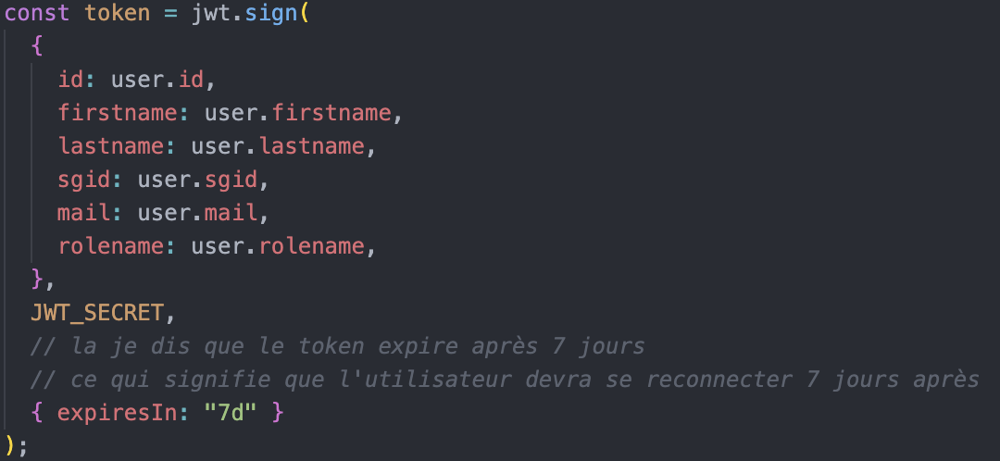 const token = jwt.sign(
{
id: user.id,
firstname: user.firstname,
lastname: user.lastname,
sgid: user.sgid,
mail: user.mail,
rolename: user.rolename,
},
JWT_SECRET,
// la je dis que le token expire après 7 jours
// ce qui signifie que l'utilisateur devra se reconnecter 7 jours après
{ expiresIn: "7d" }
);